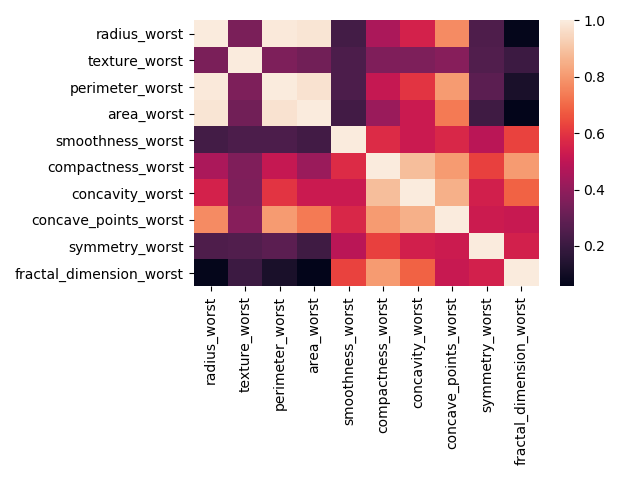 radius_worst
texture_worst
perimeter_worst
area_worst
smoothness_worst
compactness_worst
concavity_worst
concave_points_worst
symmetry_worst
fractal_dimension_worst
radius_worst
texture_worst
perimeter_worst
area_worst
smoothness_worst
compactness_worst
concavity_worst
concave_points_worst
symmetry_worst
fractal_dimension_worst
1.0
0.8
0.6
0.4
0.2